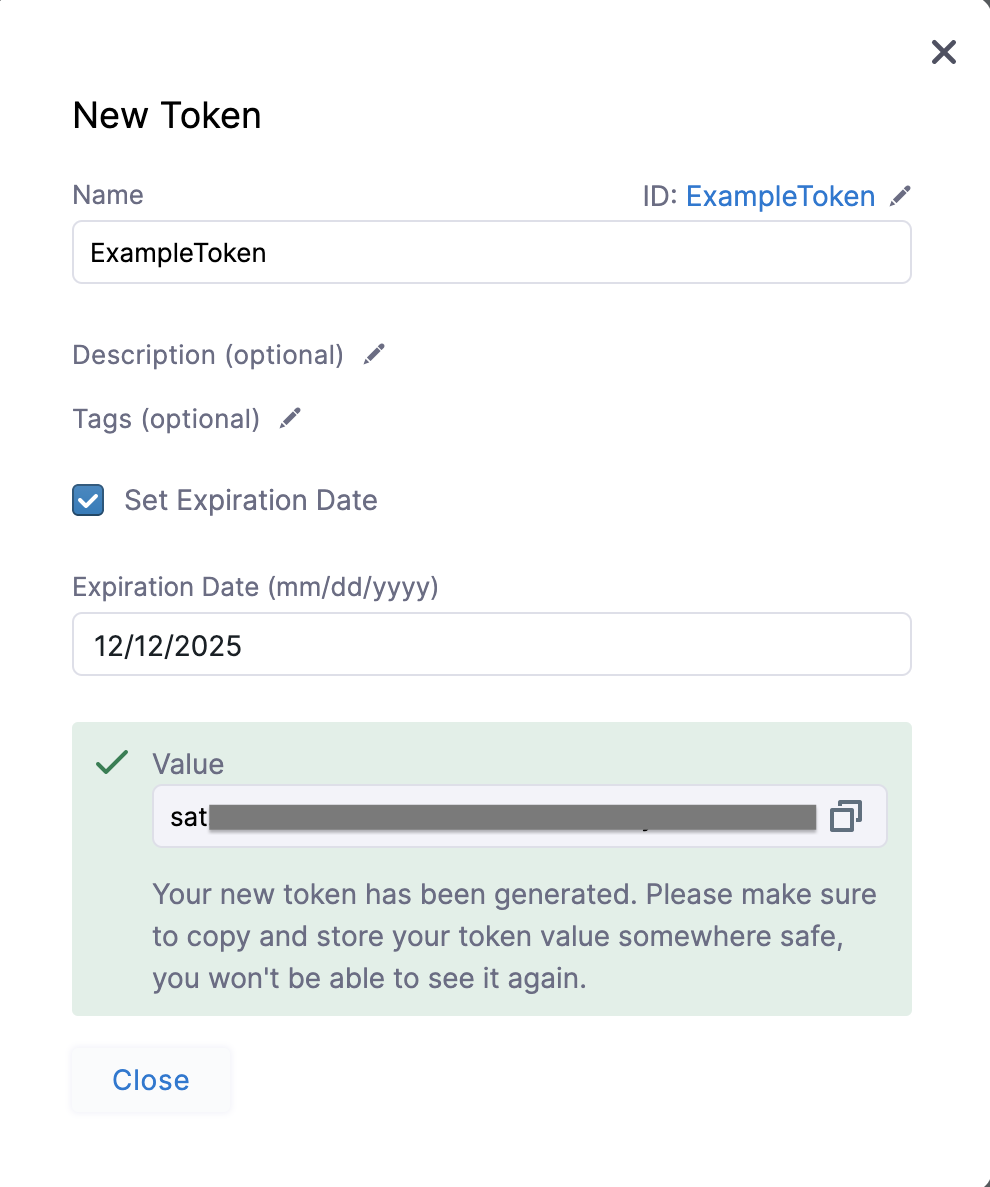 New Token
Name
ID: ExampleToken
ExampleToken
Description (optional)
Tags (optional)
Set Expiration Date
Expiration Date (mm/dd/yyyy)
12/12/2025
Value
sat
Your new token has been generated. Please make sure
to copy and store your token value somewhere safe,
you won't be able to see it again.
Close